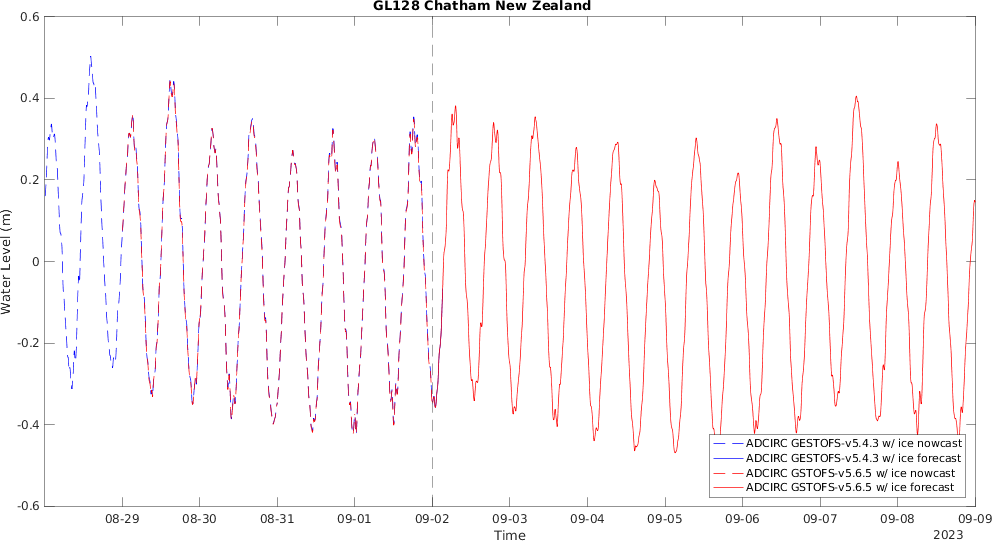 GL128 Chatham New Zealand
0.6
0.4
0.2
0
-0.2
-0.4
-0.6
Water Level (m)
08-29 08-30 08-31 09-01 09-02 09-03 09-04 09-05 09-06 09-07 09-08 09-09
Time
2023
ADCIRC GESTOFS-v5.4.3 w/ ice nowcast
ADCIRC GESTOFS-v5.4.3 w/ ice forecast
ADCIRC GSTOFS-v5.6.5 w/ ice nowcast
ADCIRC GSTOFS-v5.6.5 w/ ice forecast